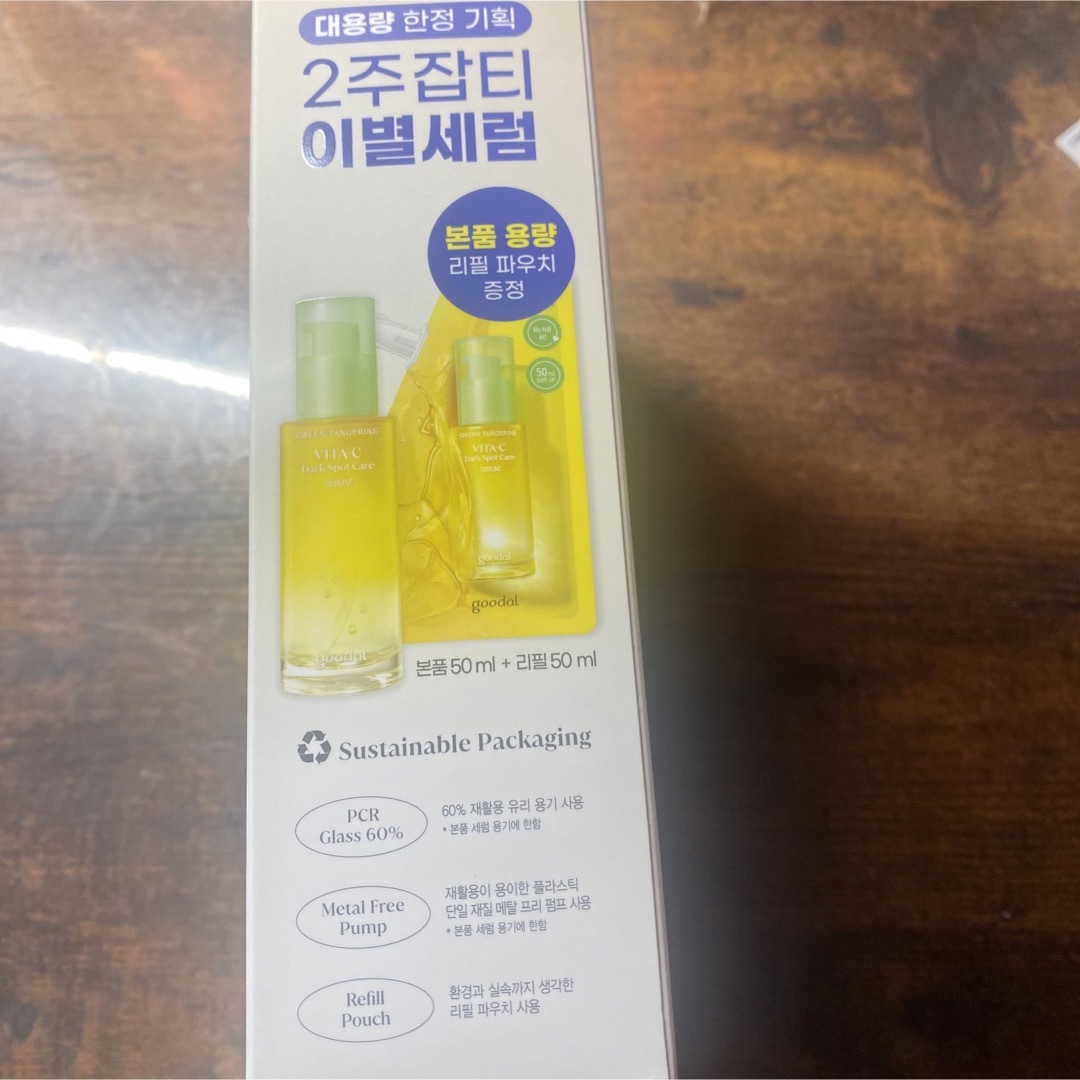 대용량 한정 기획
2주잡티
이별세럼
본품 용량
리필 파우치
증정
50ml
SIZE UP
GREEN TANGERINE
VITA-C
Dark Spot Care
SERUM
goodal
GREEN TANGERINE
VITA-C
Dark Spot Care
SERUM
goodal
goodal
본품 50 ml + 리필 50 ml
Sustainable Packaging
PCR
Glass 60%
60% 재활용 유리 용기 사용
* 본품 세럼 용기에 한함
Metal Free
Pump
재활용이 용이한 플라스틱
단일 재질 메탈 프리 펌프 사용
* 본품 세럼 용기에 한함
Refill
Pouch
환경과 실속까지 생각한
리필 파우치 사용